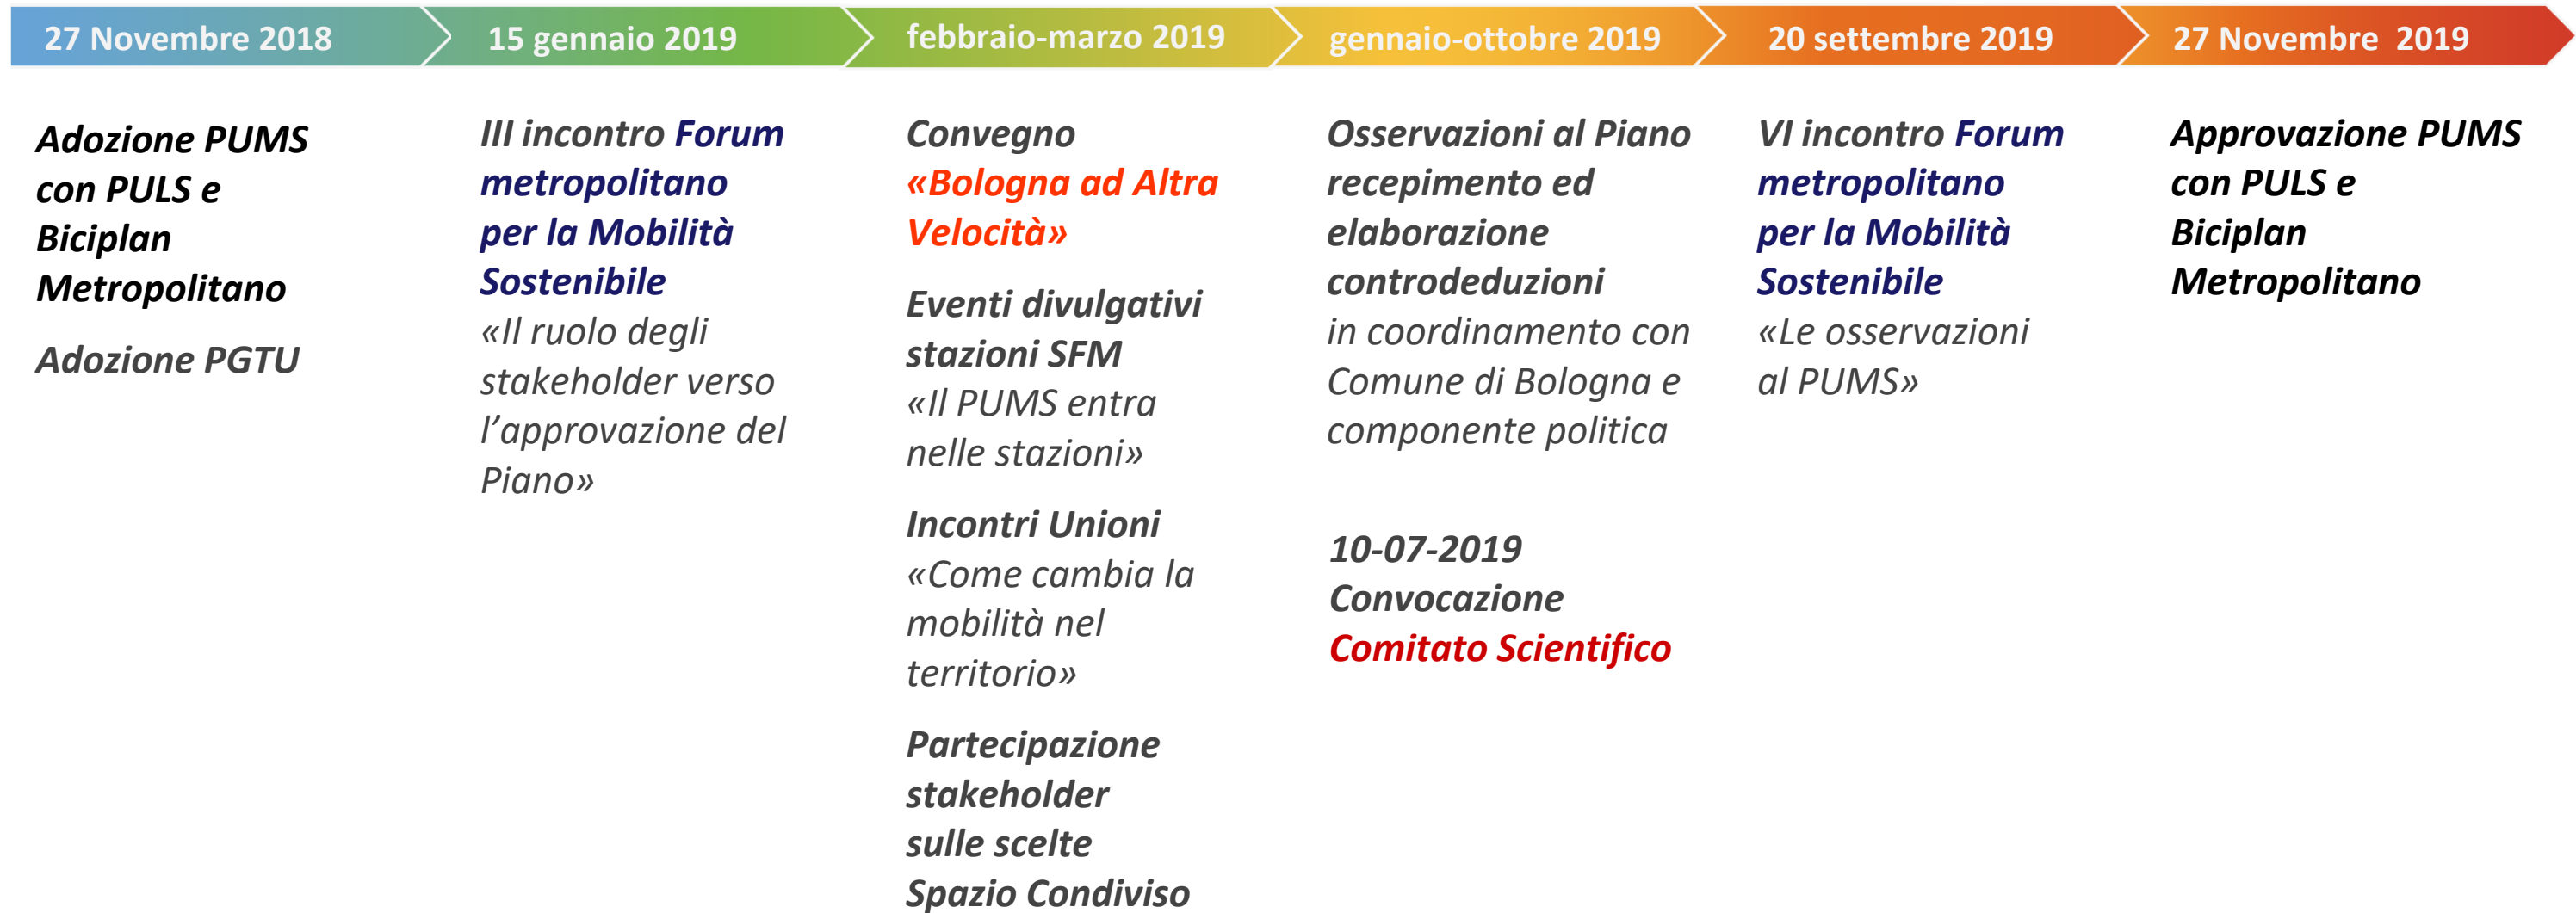 27 Novembre 2018
15 gennaio 2019
febbraio-marzo 2019
gennaio-ottobre 2019
20 settembre 2019
27 Novembre 2019
Adozione PUMS
con PULS e
Biciplan
Metropolitano
Adozione PGTU
III incontro Forum
metropolitano
per la Mobilità
Sostenibile
«Il ruolo degli
stakeholder verso
l’approvazione del
Piano»
Convegno
«Bologna ad Altra
Velocità»
Eventi divulgativi
stazioni SFM
«Il PUMS entra
nelle stazioni»
Incontri Unioni
«Come cambia la
mobilità nel
territorio»
Partecipazione
stakeholder
sulle scelte
Spazio Condiviso
Osservazioni al Piano
recepimento ed
elaborazione
controdeduzioni
in coordinamento con
Comune di Bologna e
componente politica
10-07-2019
Convocazione
Comitato Scientifico
VI incontro Forum
metropolitano
per la Mobilità
Sostenibile
«Le osservazioni
al PUMS»
Approvazione PUMS
con PULS e
Biciplan
Metropolitano